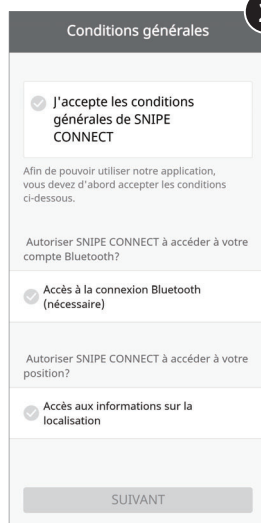 Conditions générales
J'accepte les conditions
générales de SNIPE
CONNECT
Afin de pouvoir utiliser notre application,
vous devez d'abord accepter les conditions
ci-dessous.
Autoriser SNIPE CONNECT à accéder à votre
compte Bluetooth?
Accès à la connexion Bluetooth
(nécessaire)
Autoriser SNIPE CONNECT à accéder à votre
position?
Accès aux informations sur la
localisation
SUIVANT